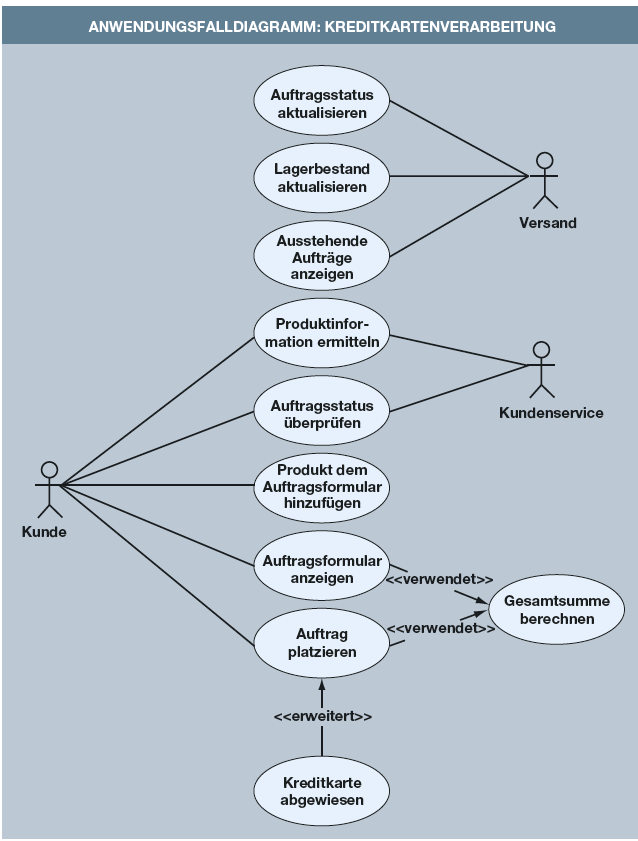 ANWENDUNGSFALLDIAGRAMM: KREDITKARTENVERARBEITUNG
Auftragsstatus
aktualisieren
Lagerbestand
aktualisieren
Versand
Ausstehende
Aufträge
anzeigen
Produktinfor-
mation ermitteln
Auftragsstatus
überprüfen
Kundenservice
Produkt dem
Auftragsformular
hinzufügen
Kunde
Auftragsformular
anzeigen
<<verwendet>>
Gesamtsumme
berechnen
<<verwendet>>
Auftrag
platzieren
<<erweitert>>
Kreditkarte
abgewiesen